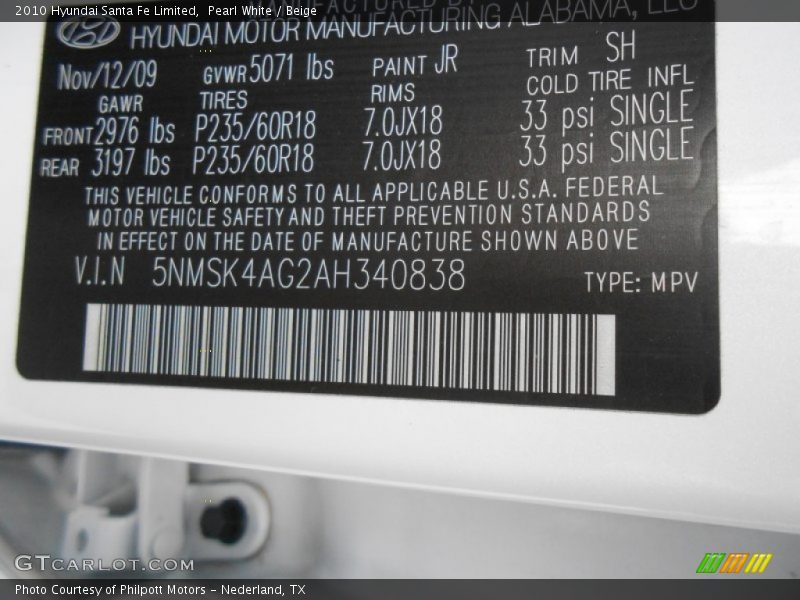 2010 Hyundai Santa Fe Limited, Pearl White / Beige
MANUFACTURED BY
HYUNDAI MOTOR MANUFACTURING ALABAMA, LLC
Nov/12/09 GVWR 5071 lbs PAINT JR TRIM SH
GAWR TIRES RIMS COLD TIRE INFL
FRONT 2976 lbs P235/60R18 7.0JX18 33 psi SINGLE
REAR 3197 lbs P235/60R18 7.0JX18 33 psi SINGLE
THIS VEHICLE CONFORMS TO ALL APPLICABLE U.S.A. FEDERAL
MOTOR VEHICLE SAFETY AND THEFT PREVENTION STANDARDS
IN EFFECT ON THE DATE OF MANUFACTURE SHOWN ABOVE
V.I.N 5NMSK4AG2AH340838 TYPE: MPV
GTCARLOT.COM
Photo Courtesy of Philpott Motors - Nederland, TX